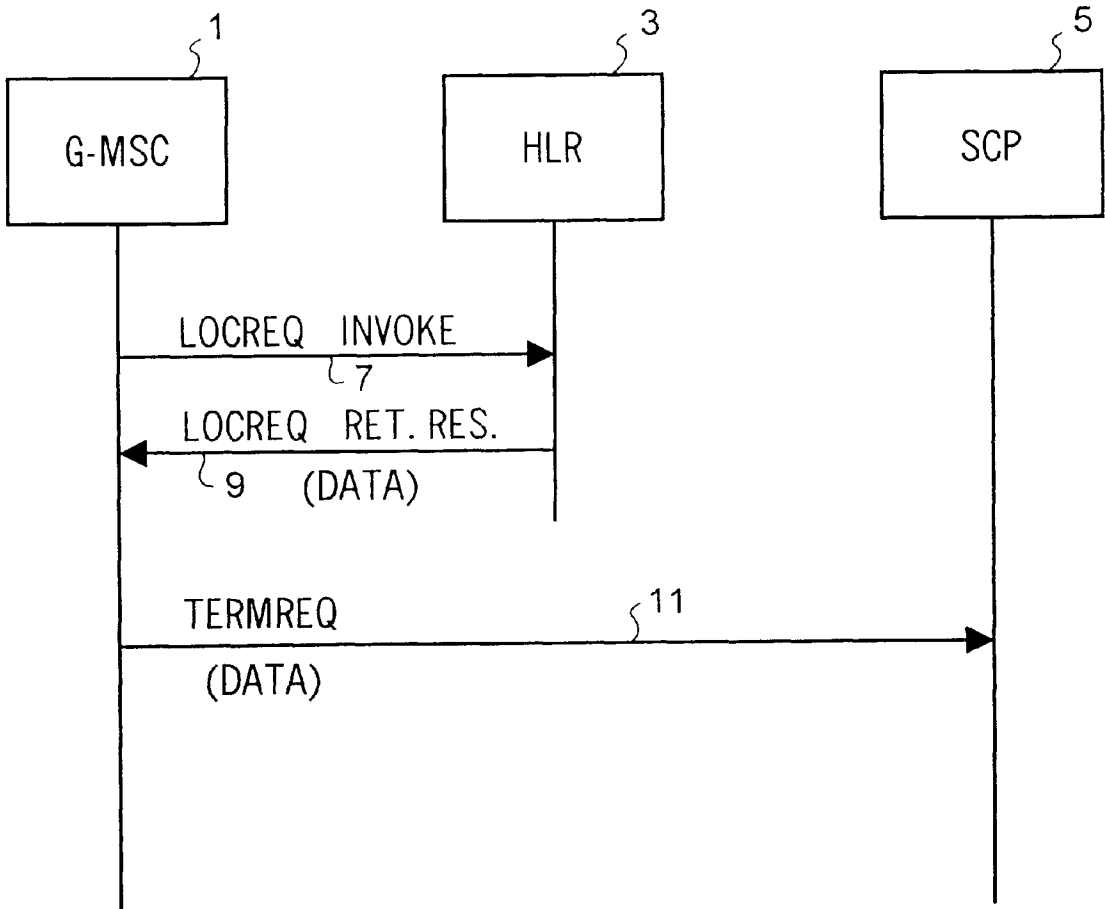 1
3
5
G-MSC
HLR
SCP
LOCREQ INVOKE
7
LOCREQ RET. RES.
9
(DATA)
TERMREQ
11
(DATA)